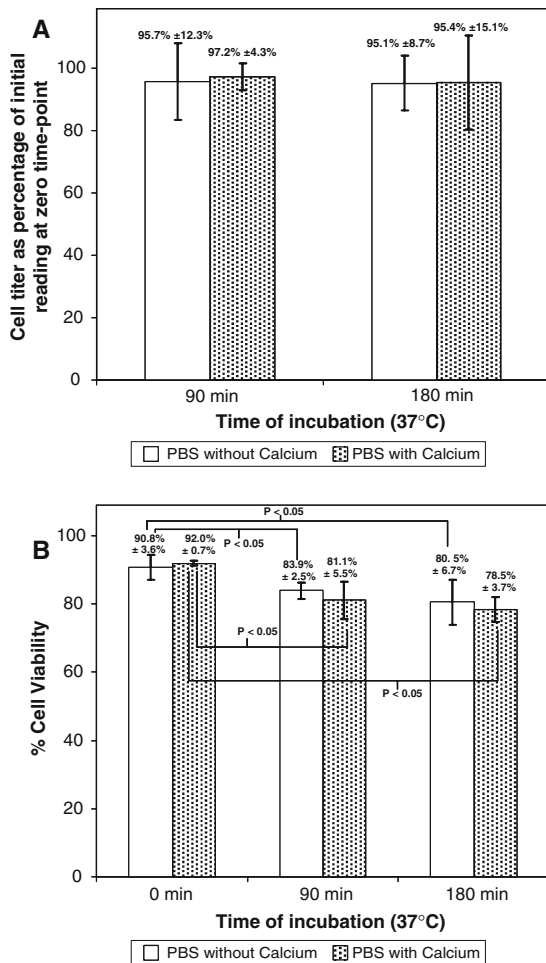 A
95.7% ±12.3%
97.2% ±4.3%
95.1% ±8.7%
95.4% ±15.1%
Cell titer as percentage of initial
reading at zero time-point
100
80
60
40
20
0
90 min
180 min
Time of incubation (37°C)
PBS without Calcium
PBS with Calcium
B
P < 0.05
P < 0.05
90.8%
± 3.6%
92.0%
± 0.7%
83.9%
± 2.5%
81.1%
± 5.5%
80. 5%
± 6.7%
78.5%
± 3.7%
P < 0.05
P < 0.05
% Cell Viability
100
80
60
40
20
0
0 min
90 min
180 min
Time of incubation (37°C)
PBS without Calcium
PBS with Calcium